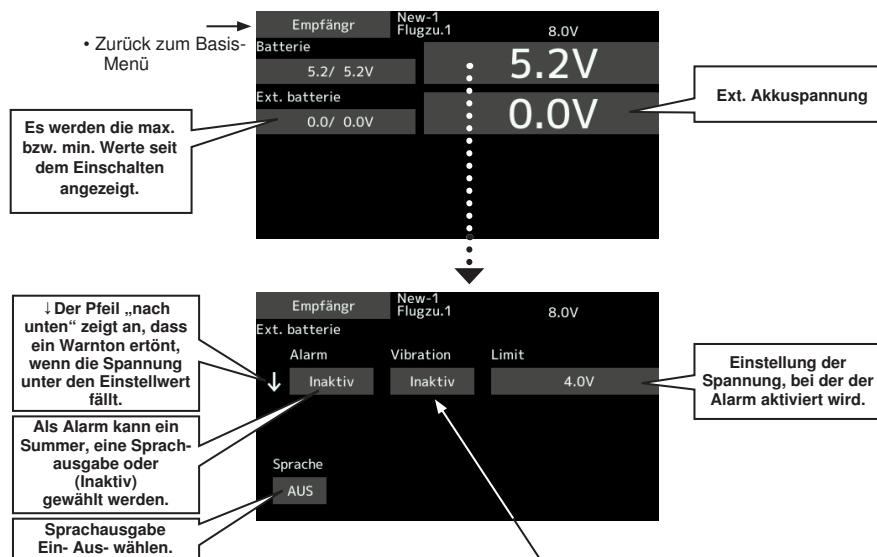 Empfängr
New-1
Flugzu.1
8.0V
• Zurück zum Basis-
Menü
Batterie
5.2/ 5.2V
5.2V
Ext. batterie
0.0/ 0.0V
0.0V
Ext. Akkuspannung
Es werden die max.
bzw. min. Werte seit
dem Einschalten
angezeigt.
Empfängr
New-1
Flugzu.1
8.0V
Ext. batterie
Alarm
Vibration
Limit
↓
Inaktiv
Inaktiv
4.0V
Sprache
AUS
↓Der Pfeil „nach
unten“ zeigt an, dass
ein Warnton ertönt,
wenn die Spannung
unter den Einstellwert
fällt.
Als Alarm kann ein
Summer, eine Sprach-
ausgabe oder
(Inaktiv)
gewählt werden.
Sprachausgabe
Ein- Aus- wählen.
Einstellung der
Spannung, bei der der
Alarm aktiviert wird.